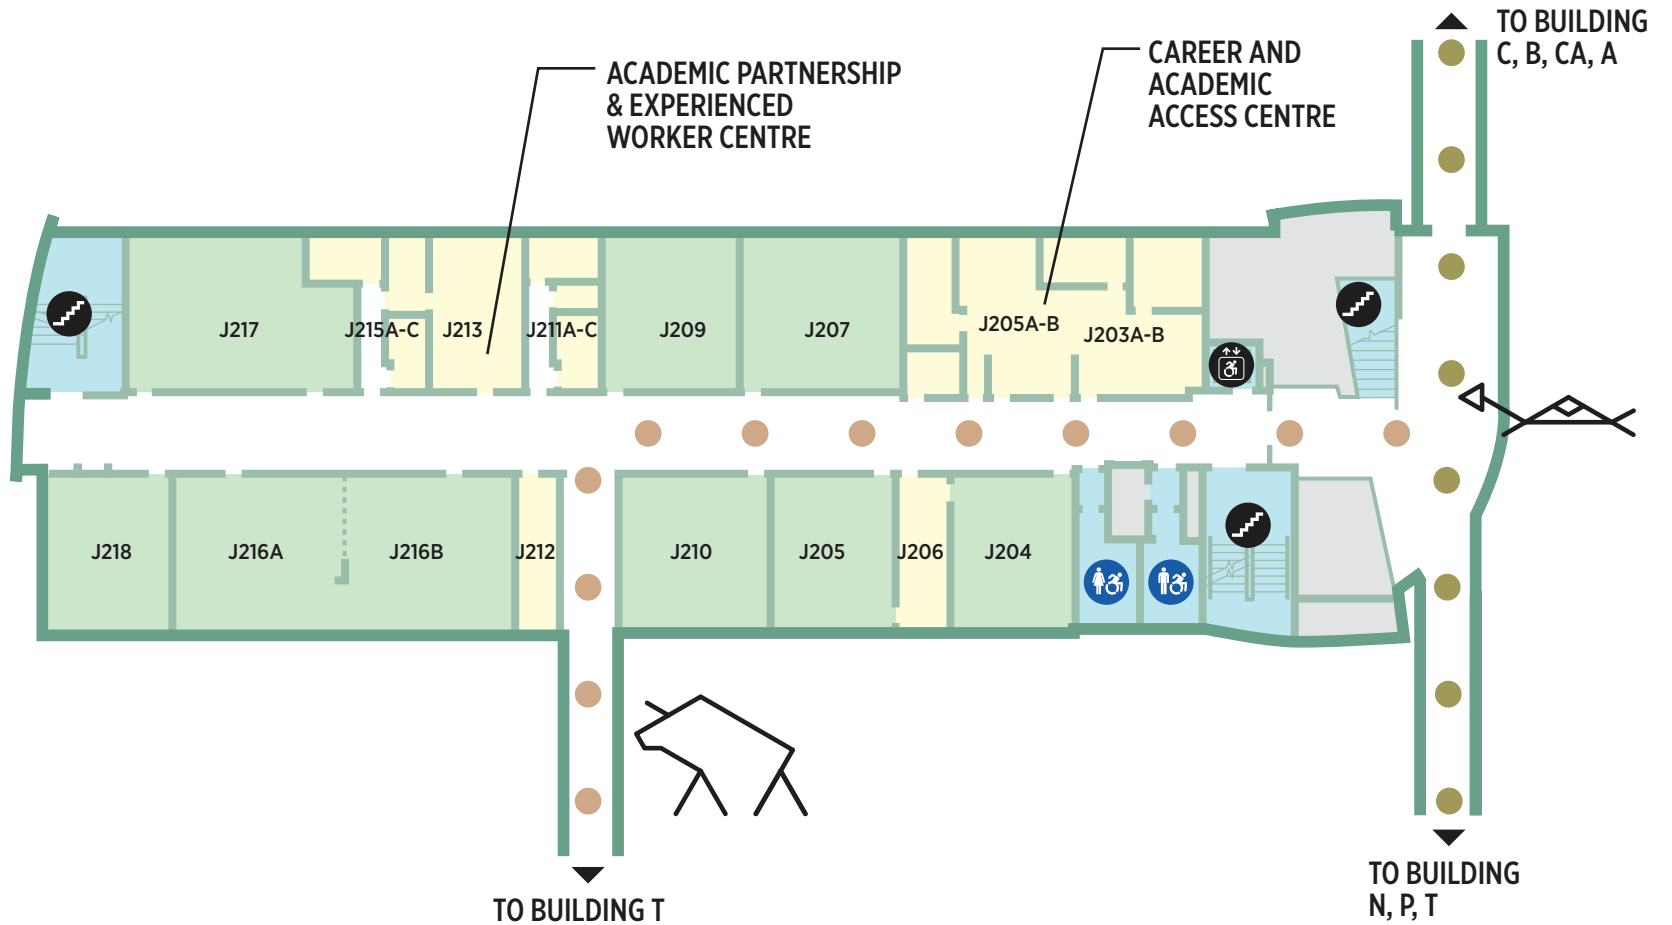 TO BUILDING
C, B, CA, A
CAREER AND
ACADEMIC
ACCESS CENTRE
ACADEMIC PARTNERSHIP
& EXPERIENCED
WORKER CENTRE
J217
J215A-C
J213
J211A-C
J209
J207
J205A-B
J203A-B
J218
J216A
J216B
J212
J210
J205
J206
J204
TO BUILDING T
TO BUILDING
N, P, T